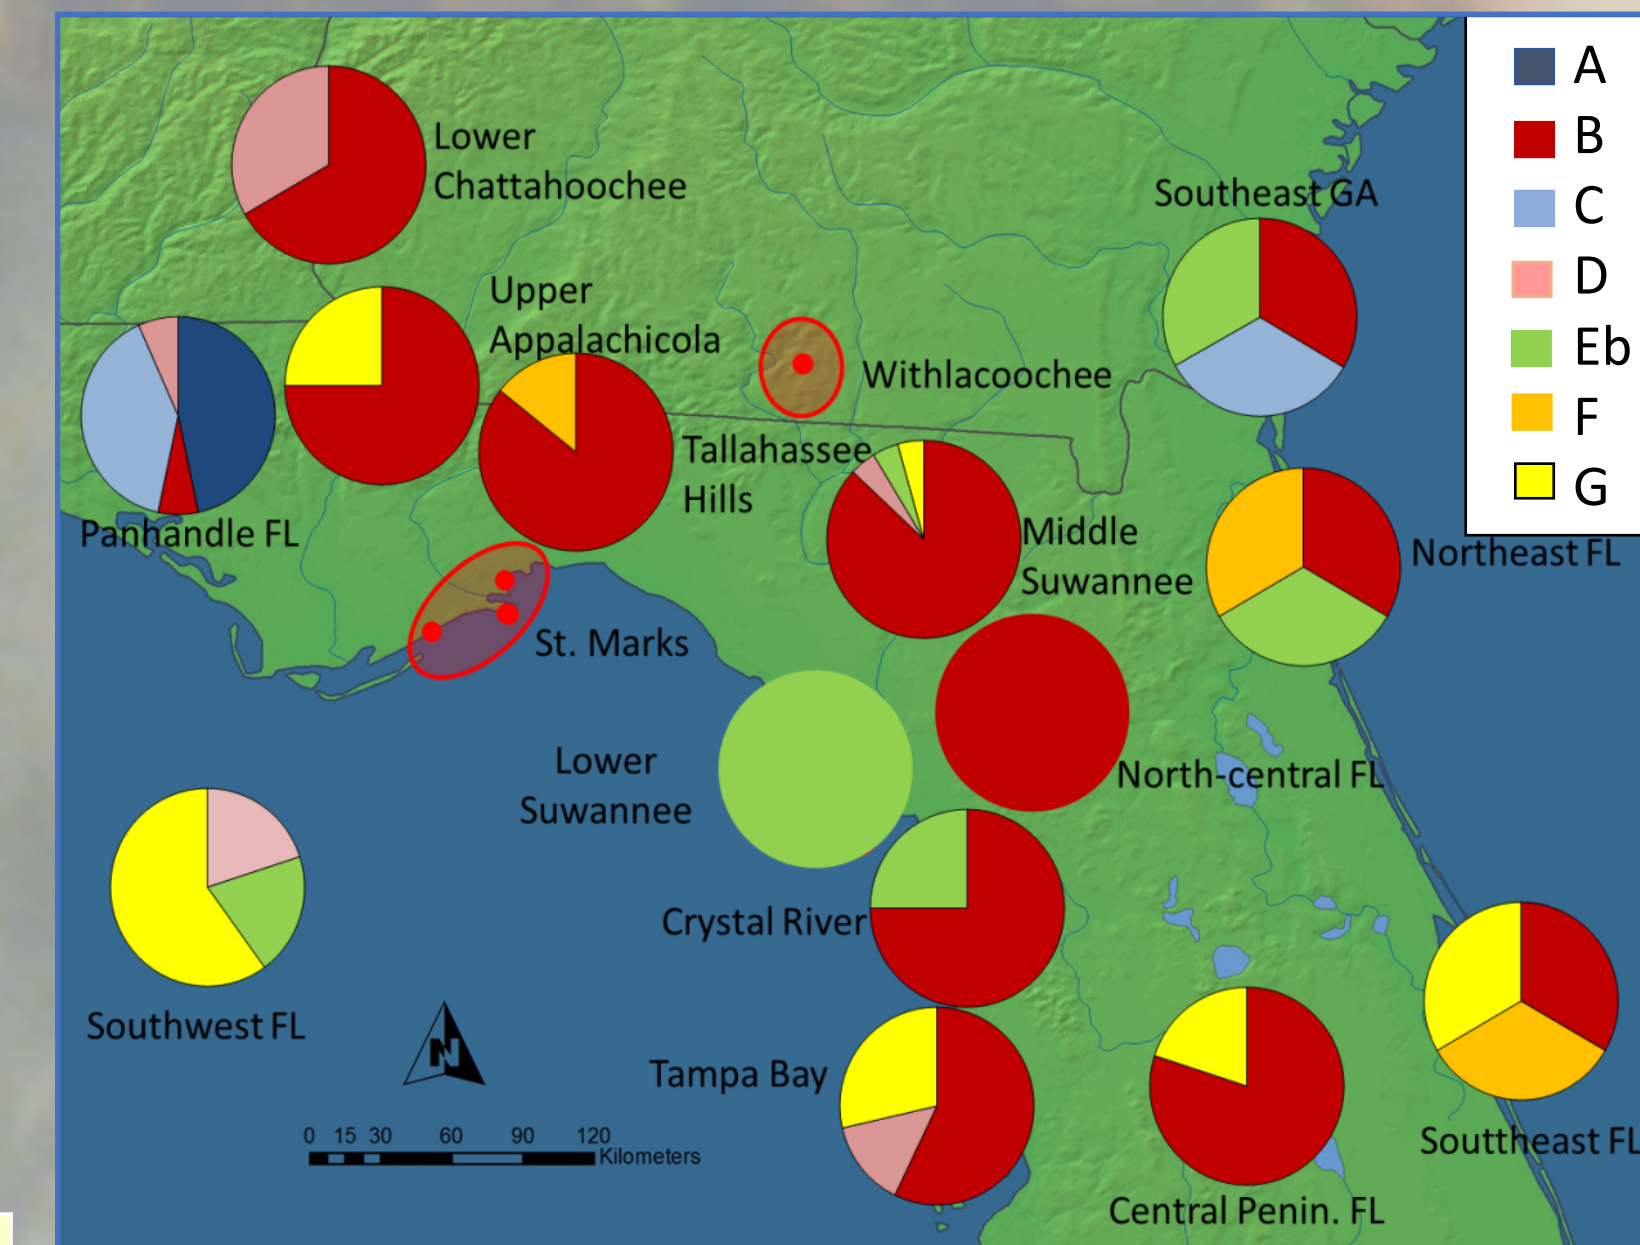 A
B
C
D
Eb
F
G
Lower
Chattahoochee
Southeast GA
Upper
Appalachicola
Withlacoochee
Tallahassee
Hills
Panhandle FL
Middle
Suwannee
Northeast FL
St. Marks
Lower
Suwannee
North-central FL
Crystal River
Southwest FL
N
Tampa Bay
0 15 30 60 90 120
Kilometers
Souttheast FL
Central Penin. FL